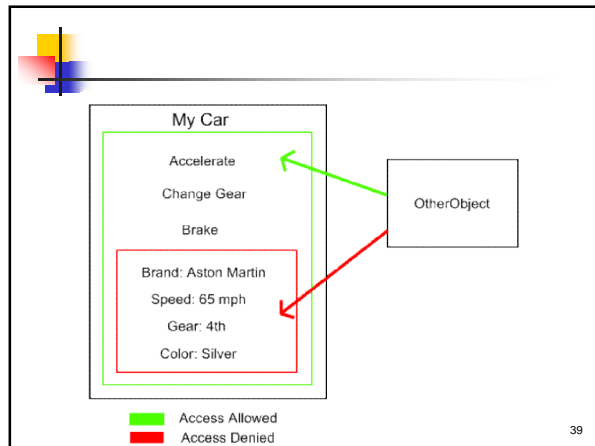 My Car
Accelerate
Change Gear
Brake
Brand: Aston Martin
Speed: 65 mph
Gear: 4th
Color: Silver
OtherObject
Access Allowed
Access Denied
39